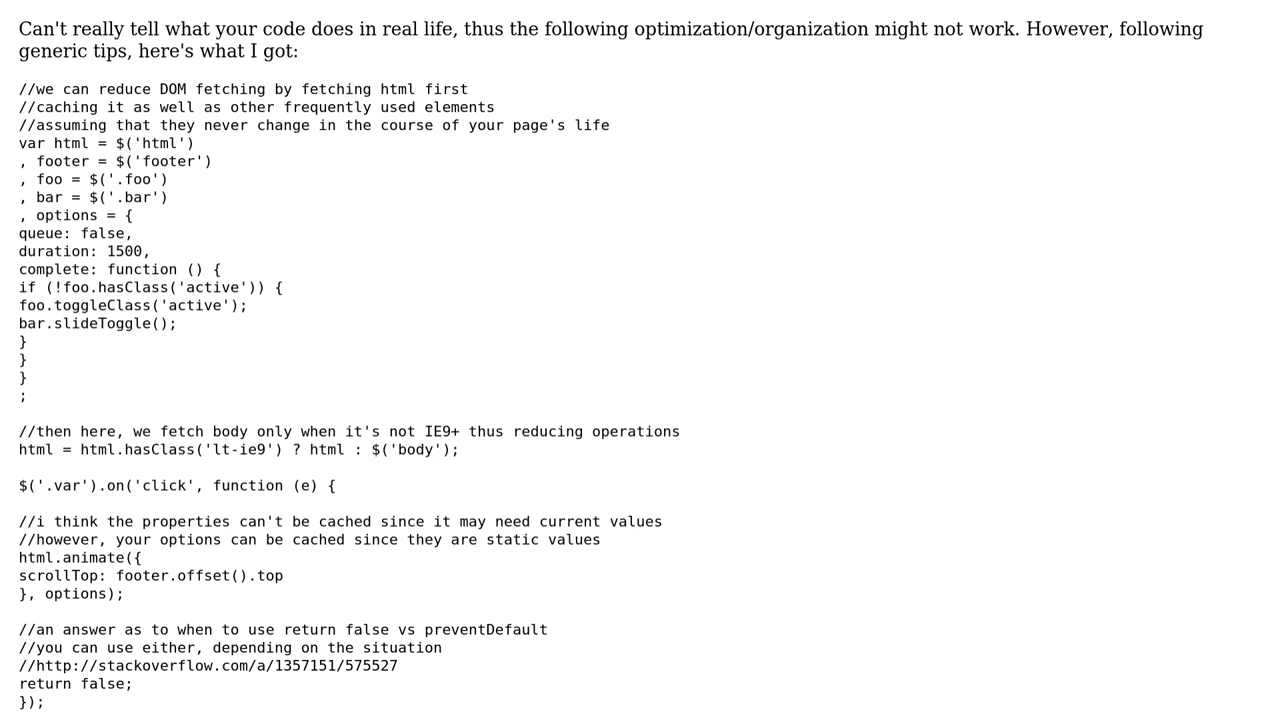 Can't really tell what your code does in real life, thus the following optimization/organization might not work. However, following
generic tips, here's what I got:
//we can reduce DOM fetching by fetching html first
//caching it as well as other frequently used elements
//assuming that they never change in the course of your page's life
var html = $('html')
, footer = $('footer')
, foo = $('.foo')
, bar = $('.bar')
, options = {
queue: false,
duration: 1500,
complete: function () {
if (!foo.hasClass('active')) {
foo.toggleClass('active');
bar.slideToggle();
}
}
}
;
//then here, we fetch body only when it's not IE9+ thus reducing operations
html = html.hasClass('lt-ie9') ? html : $('body');
$('.var').on('click', function (e) {
//i think the properties can't be cached since it may need current values
//however, your options can be cached since they are static values
html.animate({
scrollTop: footer.offset().top
}, options);
//an answer as to when to use return false vs preventDefault
//you can use either, depending on the situation
//http://stackoverflow.com/a/1357151/575527
return false;
});